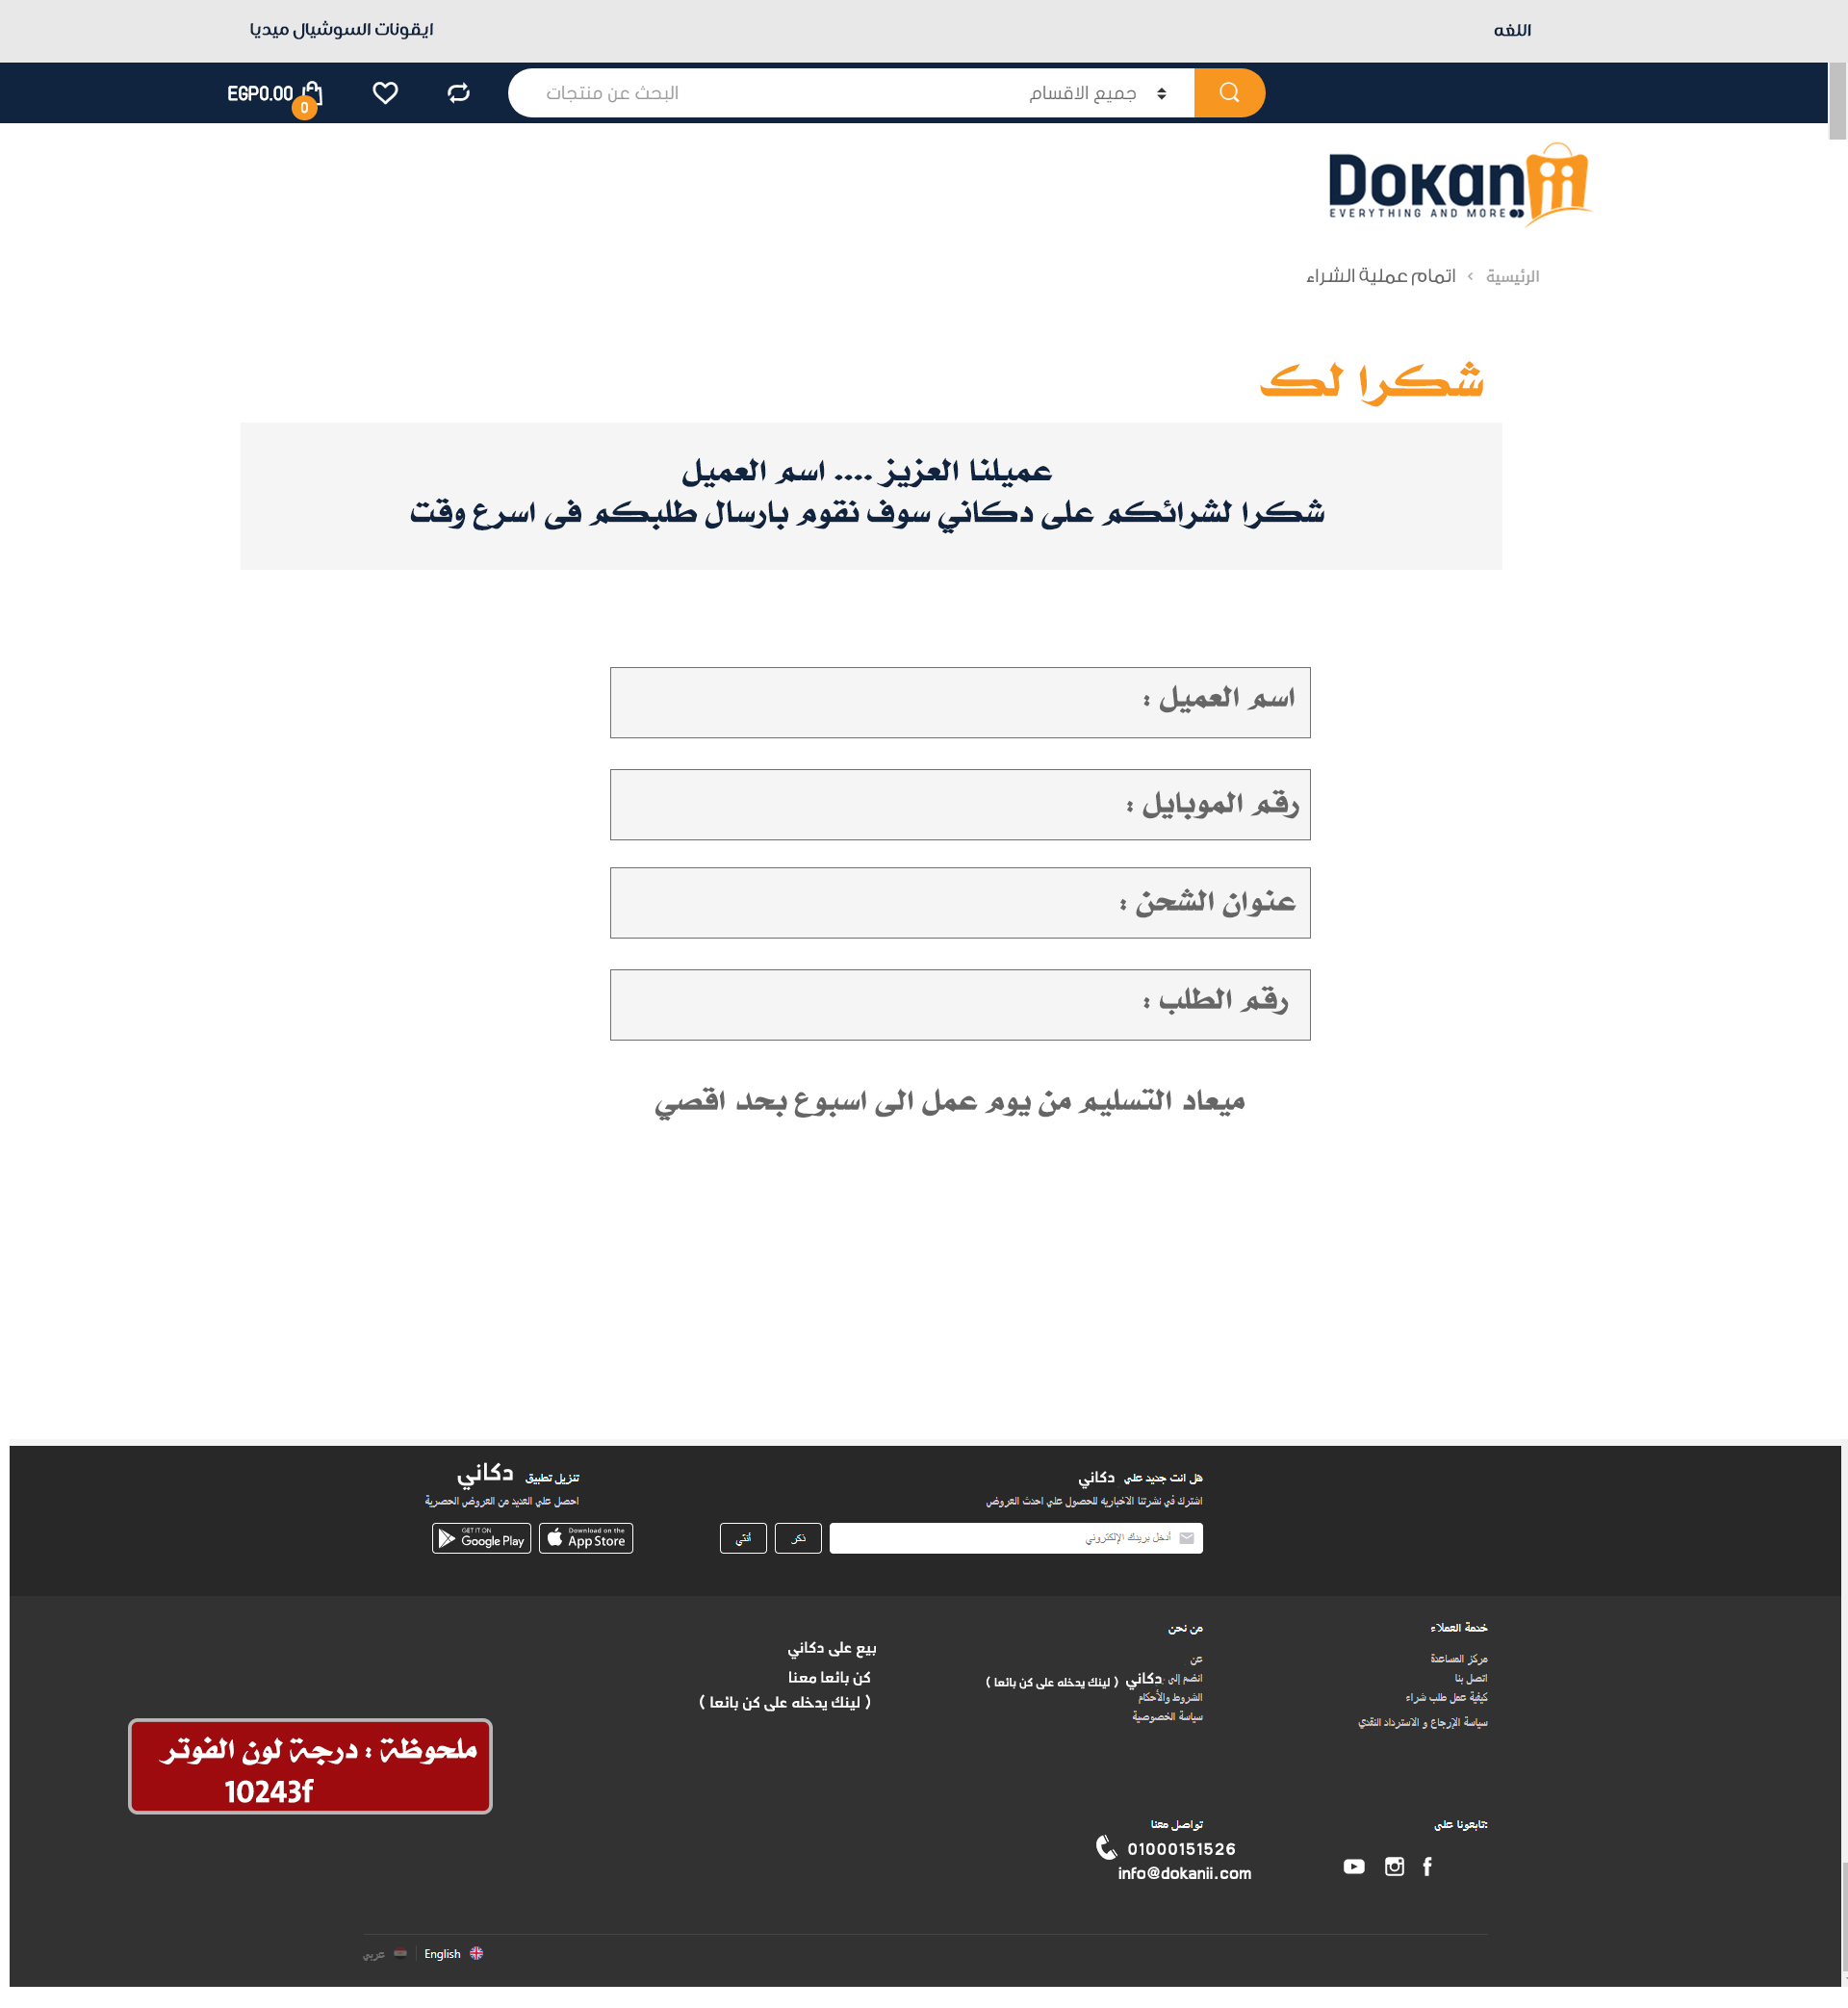 اللغه
ايقونات السوشيال ميديا
جميع الاقسام
البحث عن منتجات
EGP0.00
0
Dokanii
EVERYTHING AND MORE
الرئيسية > اتمام عملية الشراء
شكرا لك
عميلنا العزيز .... اسم العميل
شكرا لشرائكم على دكاني سوف نقوم بارسال طلبكم فى اسرع وقت
اسم العميل :
رقم الموبايل :
عنوان الشحن :
رقم الطلب :
ميعاد التسليم من يوم عمل الى اسبوع بحد اقصي
هل انت جديد علي دكاني
اشترك في نشرتنا الاخباريه للحصول علي احدث العروض
أدخل بريدك الإلكتروني
ذكر
أنثي
تنزيل تطبيق دكاني
احصل علي العديد من العروض الحصرية
Download on the
App Store
GET IT ON
Google Play
خدمة العملاء
مركز المساعدة
اتصل بنا
كيفية عمل طلب شراء
سياسة الإرجاع و الاسترداد النقدي
من نحن
عن
انضم إلى دكاني ( لينك يدخله على كن بائعا )
الشروط والأحكام
سياسة الخصوصية
بيع على دكاني
كن بائعا معنا
( لينك يدخله على كن بائعا )
ملحوظة : درجة لون الفوتر
10243f
تابعونا على:
تواصل معنا
01000151526
info@dokanii.com
English
عربي